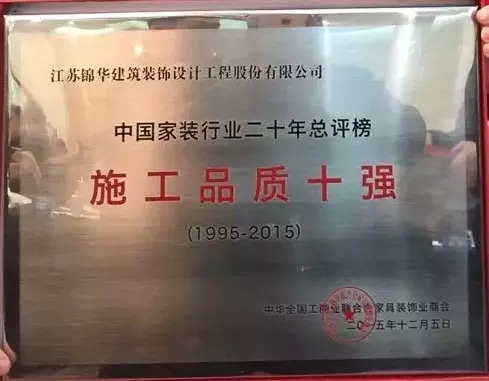 江苏锦华建筑装饰设计工程股份有限公司
中国家装行业二十年总评榜
施工品质十强
(1995-2015)
中华全国工商业联合会家具装饰业商会
二〇一五年十二月五日